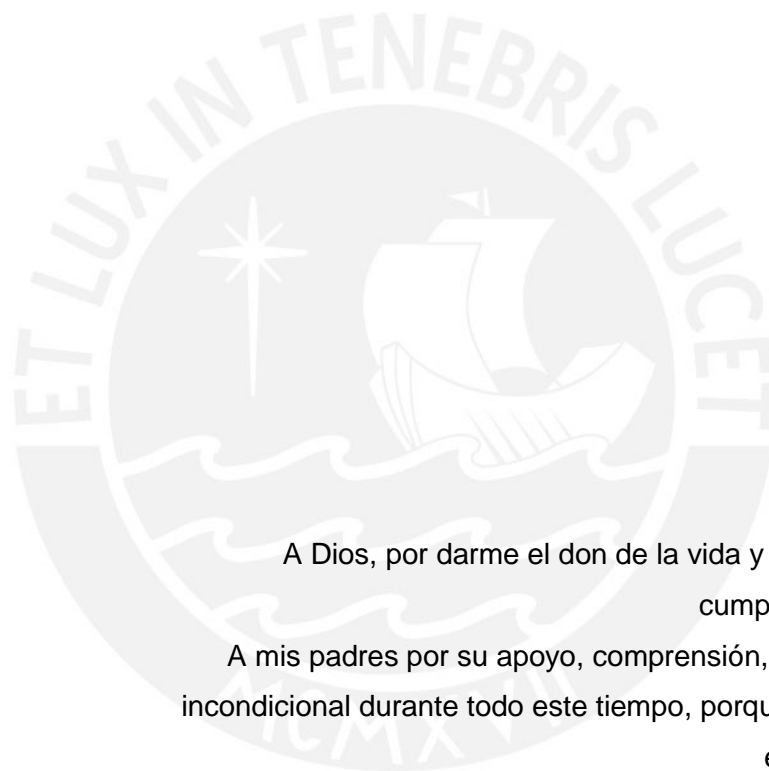 ET LUX IN TENEBRIS LUCET
A Dios, por darme el don de la vida y
A mis padres por su apoyo, comprensión,
incondicional durante todo este tiempo,
MCMXVII